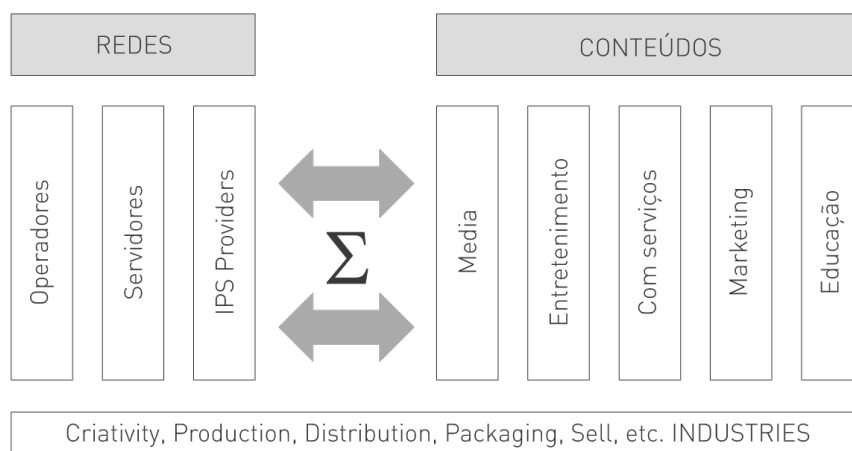 REDES
CONTEÚDOS
Operadores
Servidores
IPS Providers
Σ
Media
Entretenimento
Com serviços
Marketing
Educação
Criativity, Production, Distribution, Packaging, Sell, etc. INDUSTRIES